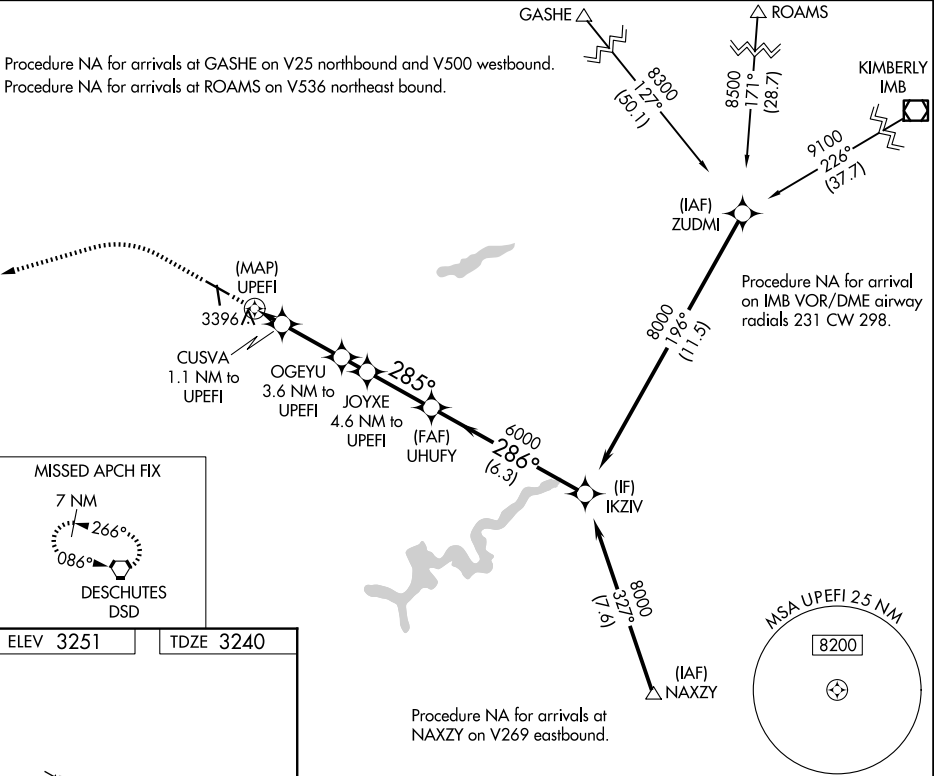 GASHE
ROAMS
Procedure NA for arrivals at GASHE on V25 northbound and V500 westbound.
Procedure NA for arrivals at ROAMS on V536 northeast bound.
KIMBERLY
IMB
8300
127°
(50.1)
8500
171°
(28.7)
9100
226°
(37.7)
(IAF)
ZUDMI
Procedure NA for arrival
on IMB VOR/DME airway
radials 231 CW 298.
8000
196°
(11.5)
(MAP)
UPEFI
3396
CUSVA
1.1 NM to
UPEFI
OGEYU
3.6 NM to
UPEFI
JOYXE
4.6 NM to
UPEFI
285°
(FAF)
UHUFY
6000
286°
(6.3)
(IF)
IKZIV
8000
327°
(7.6)
(IAF)
NAXZY
Procedure NA for arrivals at
NAXZY on V269 eastbound.
MISSED APCH FIX
7 NM
266°
086°
DESCHUTES
DSD
ELEV 3251
TDZE 3240
MSA UPEFI 25 NM
8200